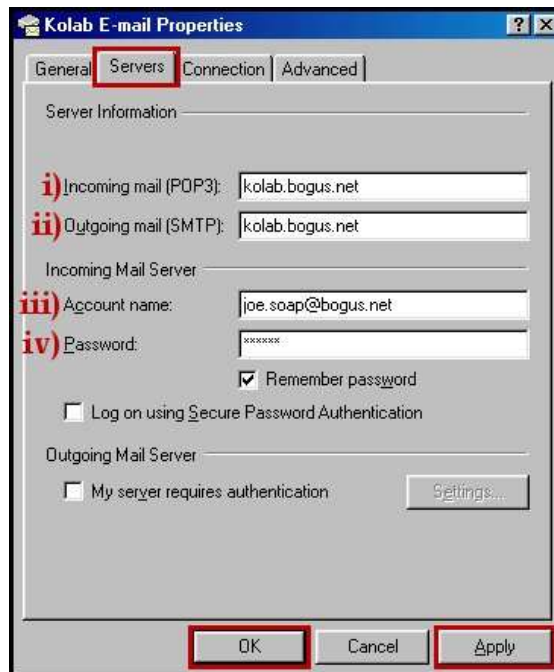 Kolab E-mail Properties
General Servers Connection Advanced
Server Information
i) Incoming mail (POP3): kolab.bogus.net
ii) Outgoing mail (SMTP): kolab.bogus.net
Incoming Mail Server
iii) Account name: joe.soap@bogus.net
iv) Password: ××××××
Remember password
Log on using Secure Password Authentication
Outgoing Mail Server
My server requires authentication Settings...
OK Cancel Apply